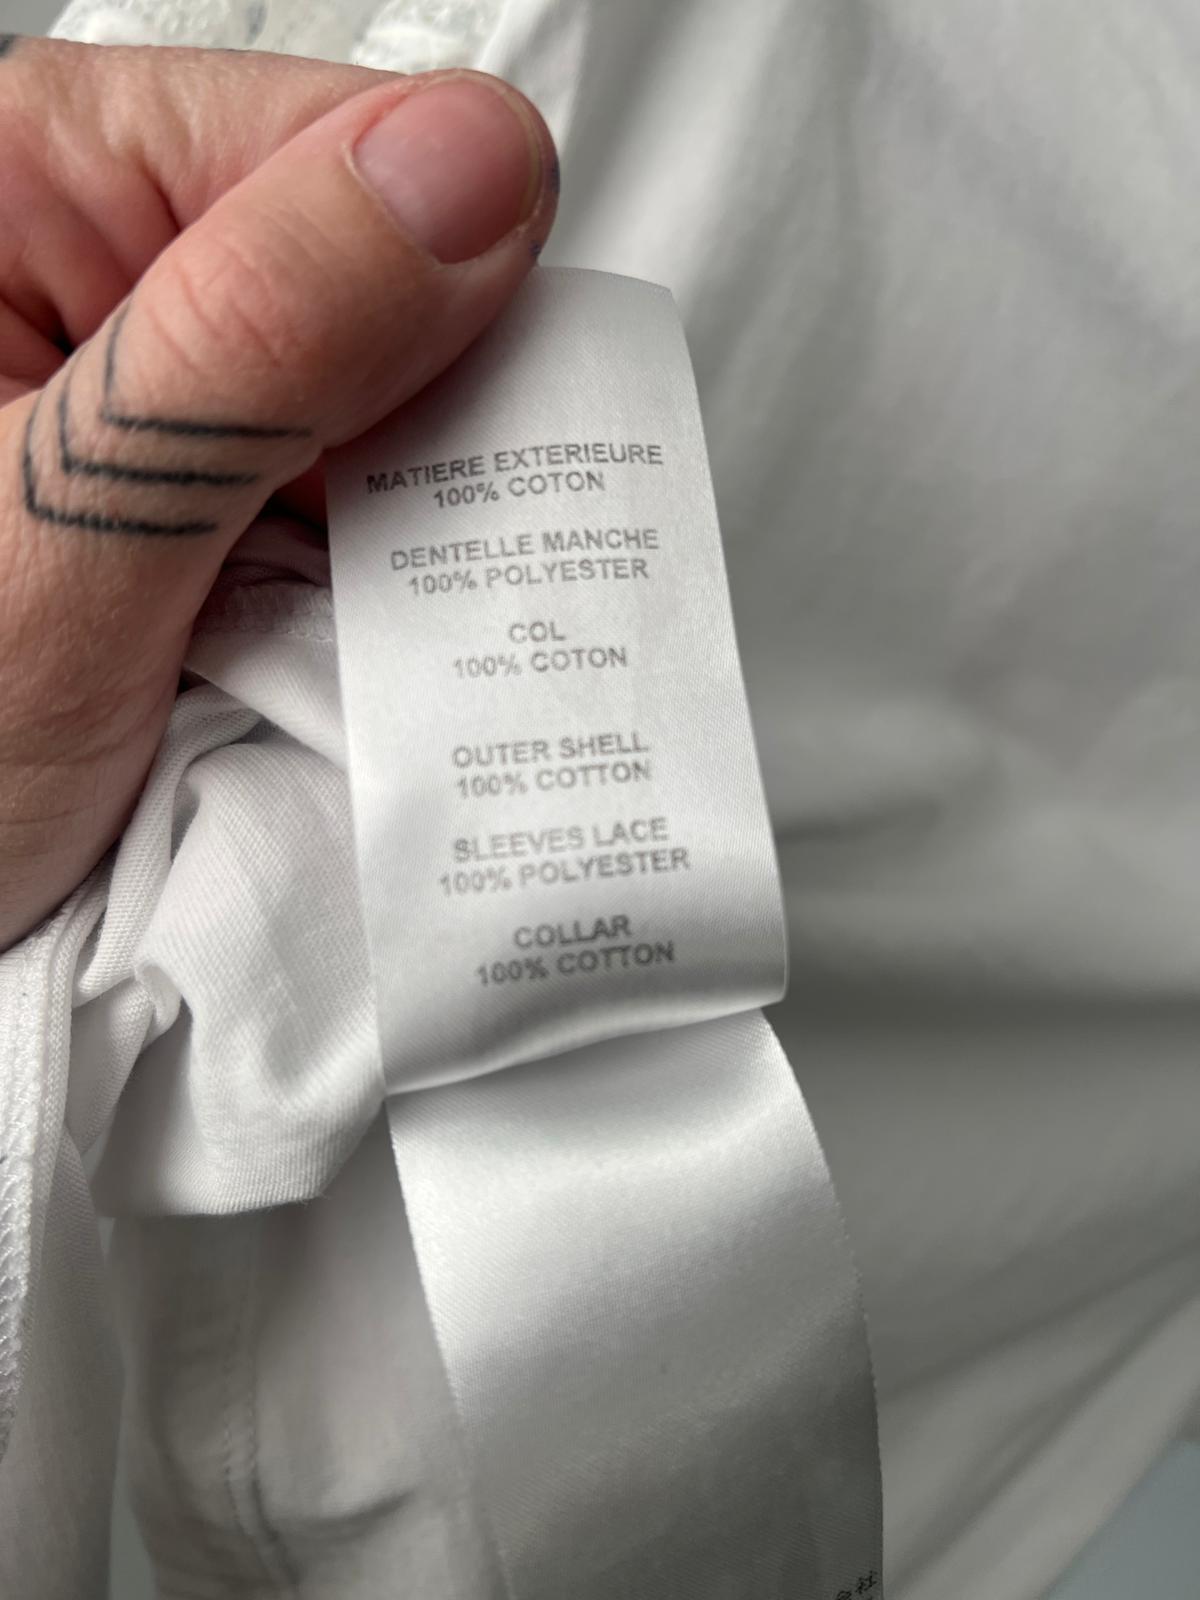 MATIERE EXTERIEURE
100% COTON
DENTELLE MANCHE
100% POLYESTER
COL
100% COTON
OUTER SHELL
100% COTTON
SLEEVES LACE
100% POLYESTER
COLLAR
100% COTTON